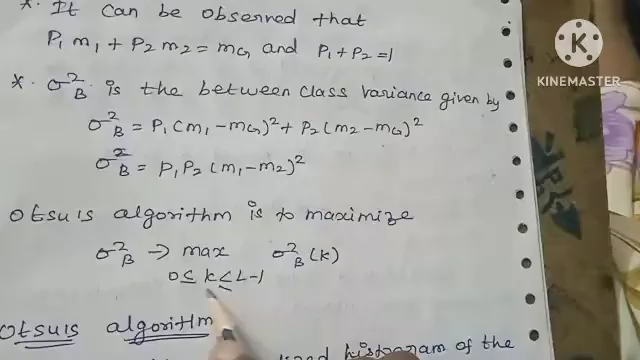 *. It can be observed that
P₁ m₁ + P₂ m₂ = mG and P₁ + P₂ = 1
*. σ²B is the between class variance given by
σ²B = P₁ (m₁ - mG)² + P₂ (m₂ - mG)²
σ²B = P₁ P₂ (m₁ - m₂)²
Otsuis algorithm is to maximize
σ²B → max σ²B (k)
0 ≤ k ≤ L-1
Otsuis algorithm
histogram of the
K
KINEMASTER